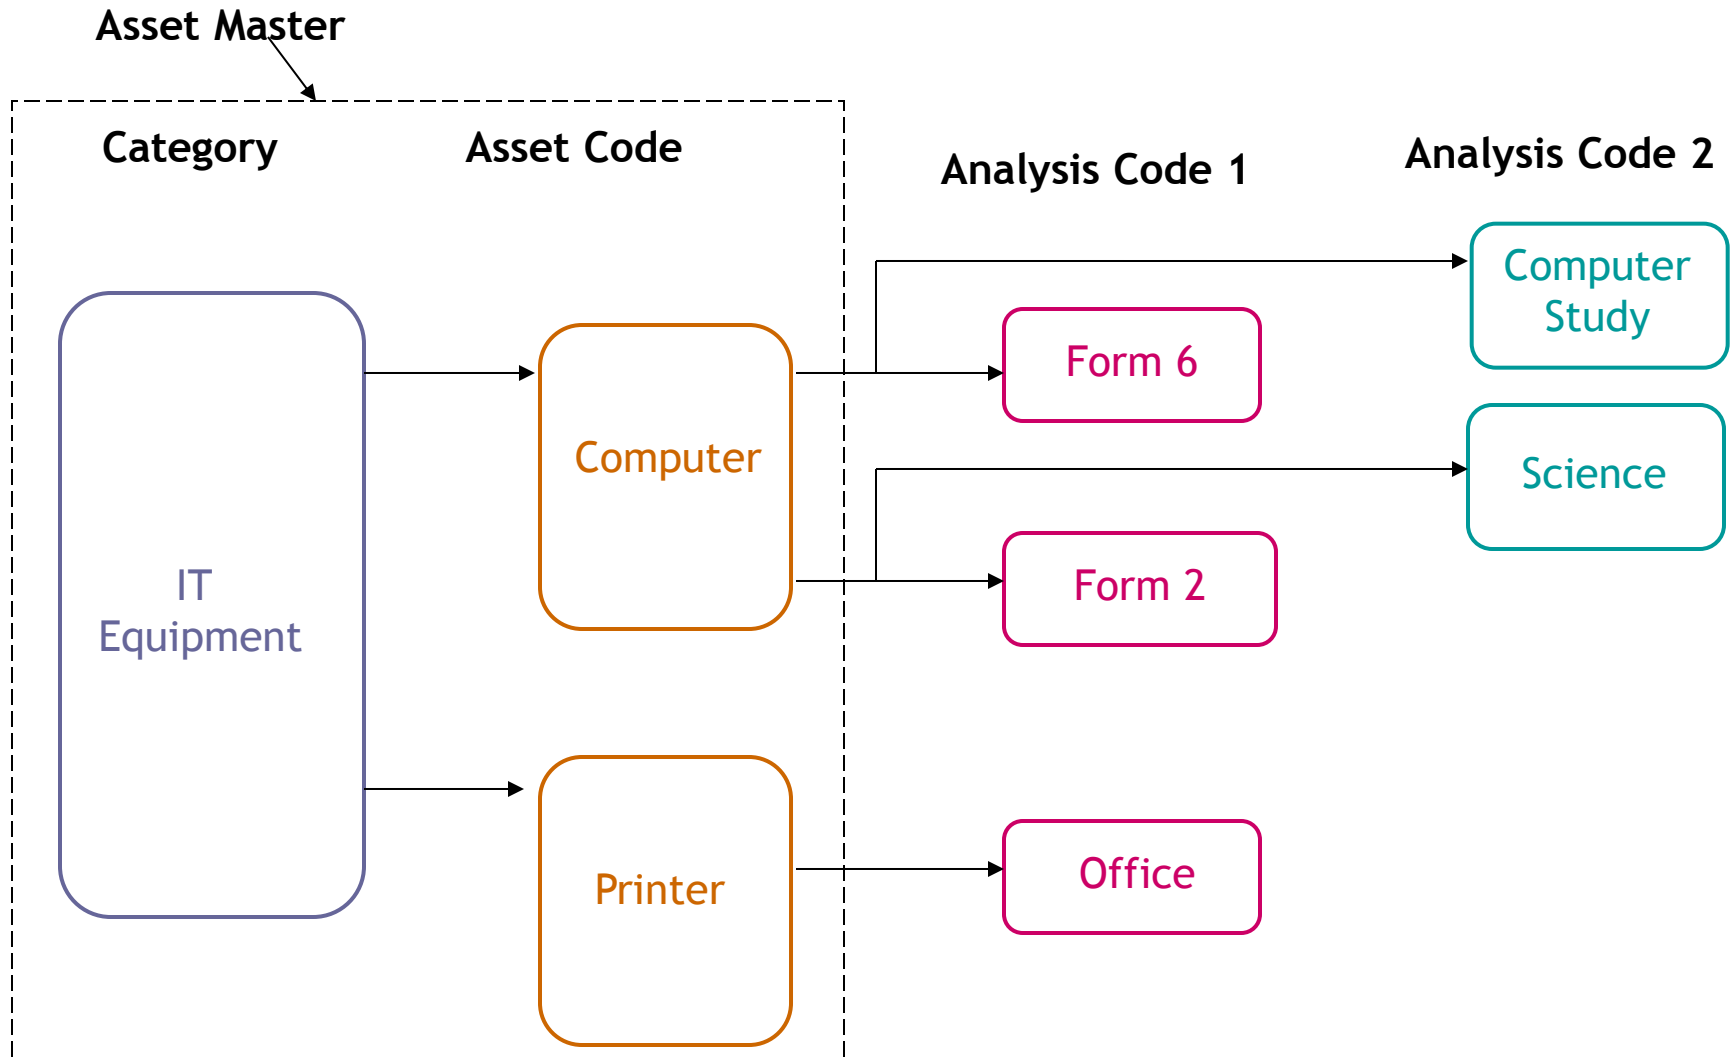 Asset Master
Category
Asset Code
Analysis Code 1
Analysis Code 2
Computer
Study
Form 6
Computer
Science
IT
Equipment
Form 2
Printer
Office